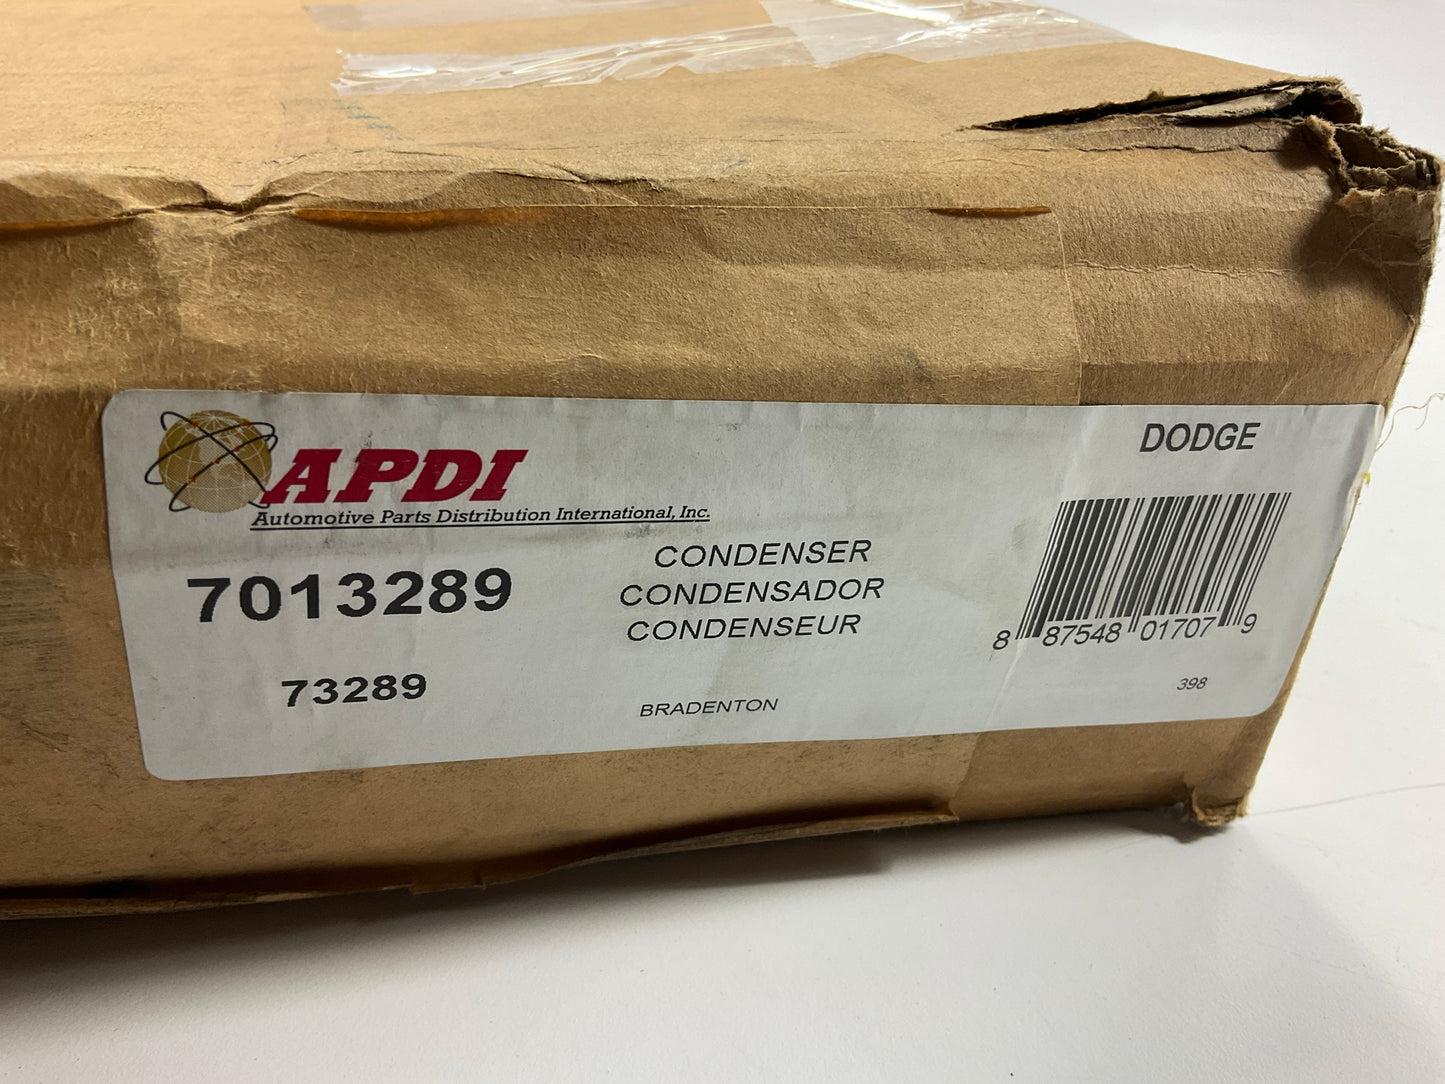 APDI
Automotive Parts Distribution International, Inc.
DODGE
7013289
CONDENSER
CONDENSADOR
CONDENSEUR
8 87548 01707 9
73289
BRADENTON
398